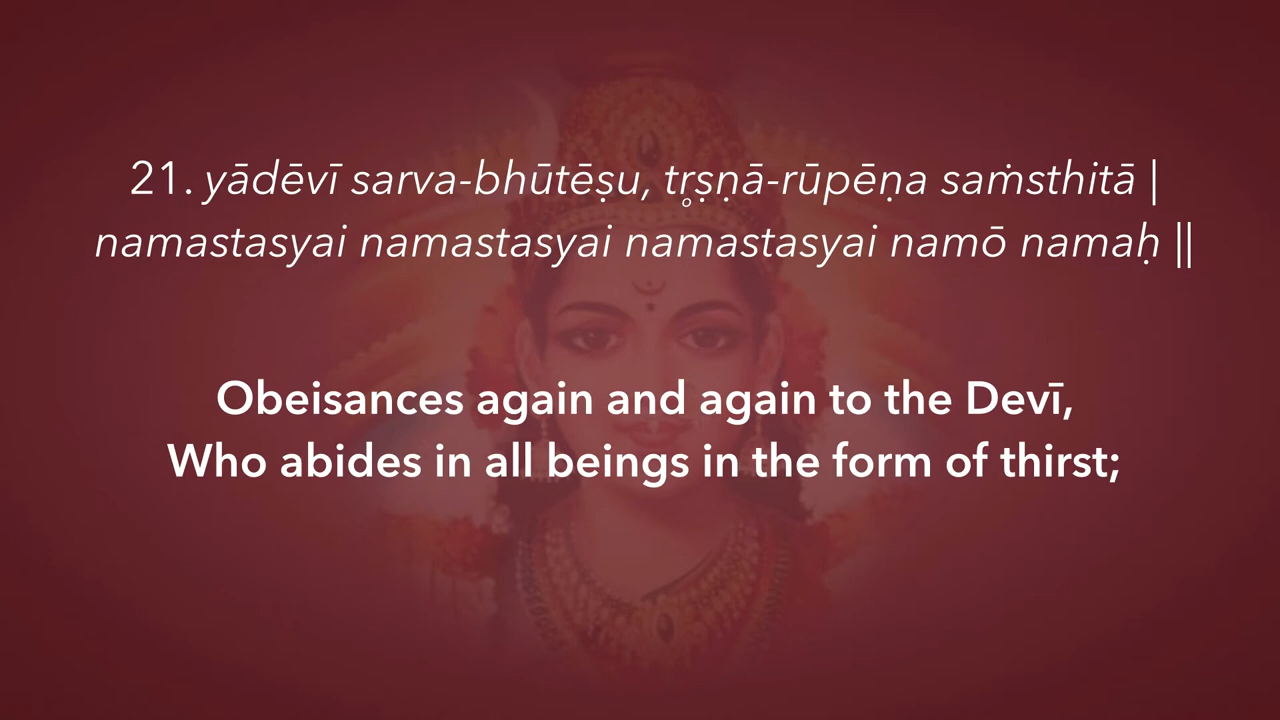 21. yādēvī sarva-bhūtēṣu, tr̥ṣṇā-rūpēṇa saṁsthitā |
namastasyai namastasyai namastasyai namō namaḥ ||
Obeisances again and again to the Devī,
Who abides in all beings in the form of thirst;